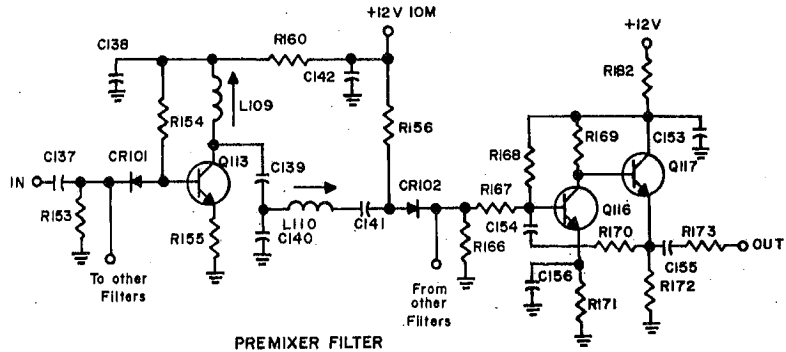 +12V 10M
+12V
C138
R160
R182
C142
L109
R154
R156
R169
C153
R168
C137
CR101
Q113
C139
CR102
R167
Q117
IN
Q116
R153
R155
L110
C141
C154
R170
R173
OUT
C140
R166
C155
To other
Filters
C156
From
other
Filters
R171
R172
PREMIXER FILTER